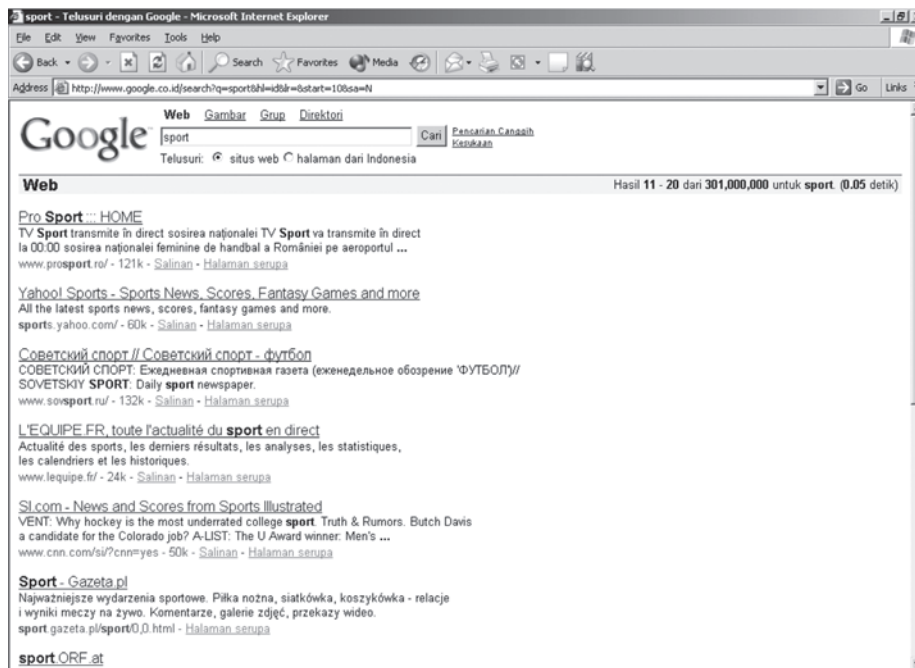 sport - Telusuri dengan Google - Microsoft Internet Explorer
File Edit View Favorites Tools Help
Back Search Favorites Media
Address http://www.google.co.id/search?q=sport&hl=id&lr=&start=10&sa=N Go Links
Web Gambar Grup Direktori
Google
sport Cari Pencarian Canggih
Kesukaan
Telusuri: situs web halaman dari Indonesia
Web Hasil 11 - 20 dari 301,000,000 untuk sport. (0.05 detik)
Pro Sport ::: HOME
TV Sport transmite în direct sosirea naţionalei TV Sport va transmite în direct
la 00:00 sosirea naţionalei feminine de handbal a României pe aeroportul ...
www.prosport.ro/ - 121k - Salinan - Halaman serupa
Yahoo! Sports - Sports News, Scores, Fantasy Games and more
All the latest sports news, scores, fantasy games and more.
sports.yahoo.com/ - 60k - Salinan - Halaman serupa
Советский спорт // Советский спорт - футбол
СОВЕТСКИЙ СПОРТ: Ежедневная спортивная газета (еженедельное обозрение 'ФУТБОЛ')//
SOVETSKIY SPORT: Daily sport newspaper.
www.sovsport.ru/ - 132k - Salinan - Halaman serupa
L'EQUIPE.FR, toute l'actualité du sport en direct
Actualité des sports, les derniers résultats, les analyses, les statistiques,
les calendriers et les historiques.
www.lequipe.fr/ - 24k - Salinan - Halaman serupa
SI.com - News and Scores from Sports Illustrated
VENT: Why hockey is the most underrated college sport. Truth & Rumors. Butch Davis
a candidate for the Colorado job? A-LIST: The U Award winner: Men's ...
www.cnn.com/si/?cnn=yes - 50k - Salinan - Halaman serupa
Sport - Gazeta.pl
Najważniejsze wydarzenia sportowe. Piłka nożna, siatkówka, koszykówka - relacje
i wyniki meczy na żywo. Komentarze, galerie zdjęć, przekazy wideo.
sport.gazeta.pl/sport/0,0.html - Halaman serupa
sport.ORF.at